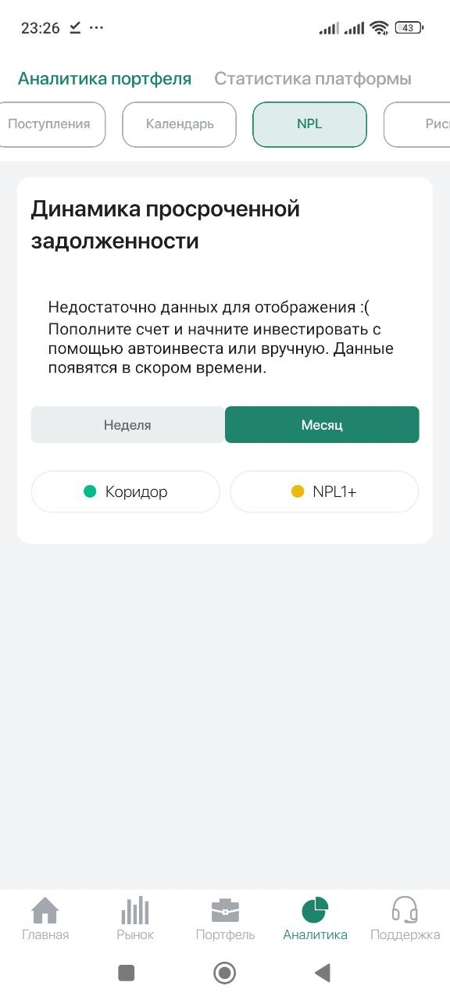 23:26
43
Аналитика портфеля Статистика платформы
Поступления Календарь NPL Рис
Динамика просроченной
задолженности
Недостаточно данных для отображения :(
Пополните счет и начните инвестировать с
помощью автоинвеста или вручную. Данные
появятся в скором времени.
Неделя Месяц
Коридор NPL1+
Главная Рынок Портфель Аналитика Поддержка